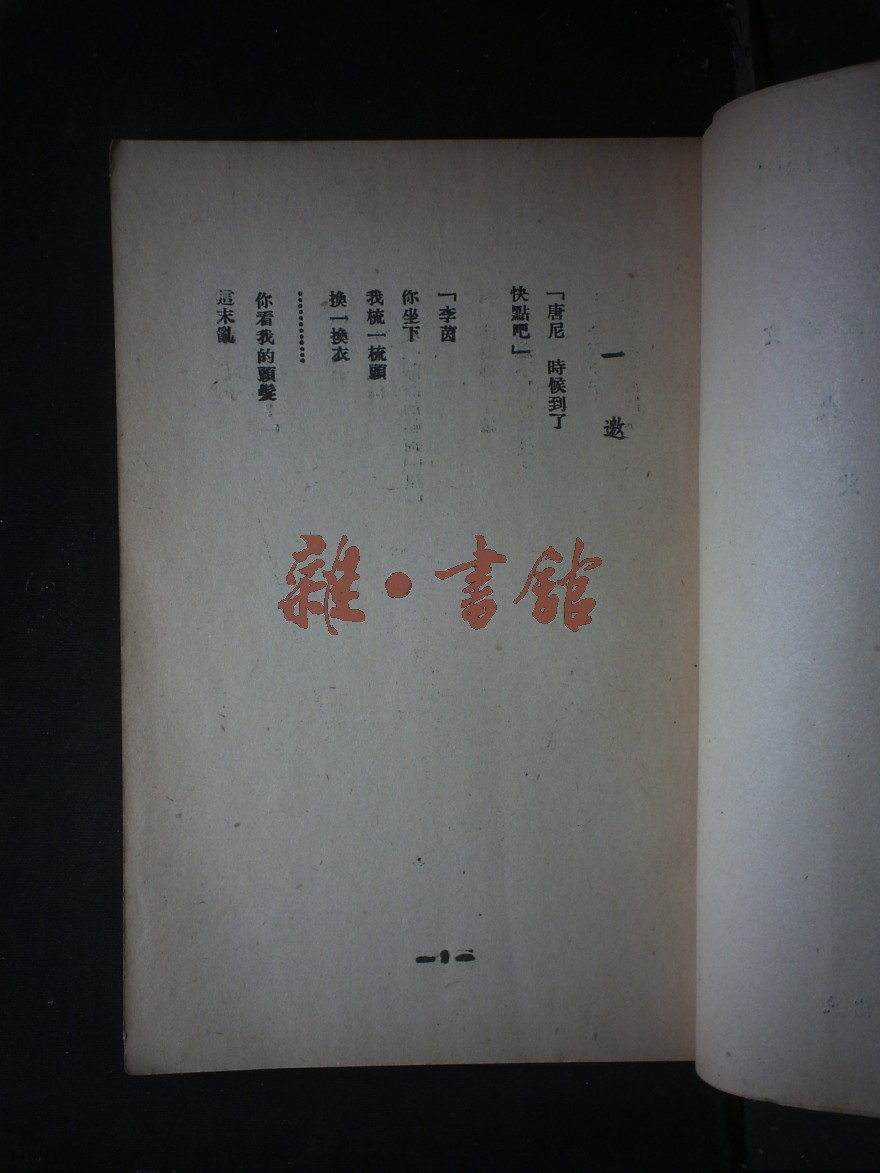 一　邀
「唐尼　時候到了
快點吧」
「李茵
你坐下
我梳一梳頭
換一換衣
…………
你看我的頭髮
這末亂
雜·書館
—1—